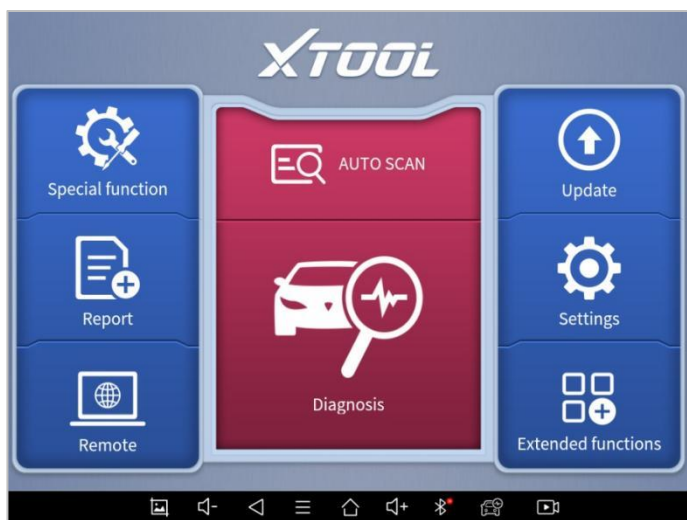 XTOOL
Special function
AUTO SCAN
Update
Report
Diagnosis
Settings
Remote
Extended functions